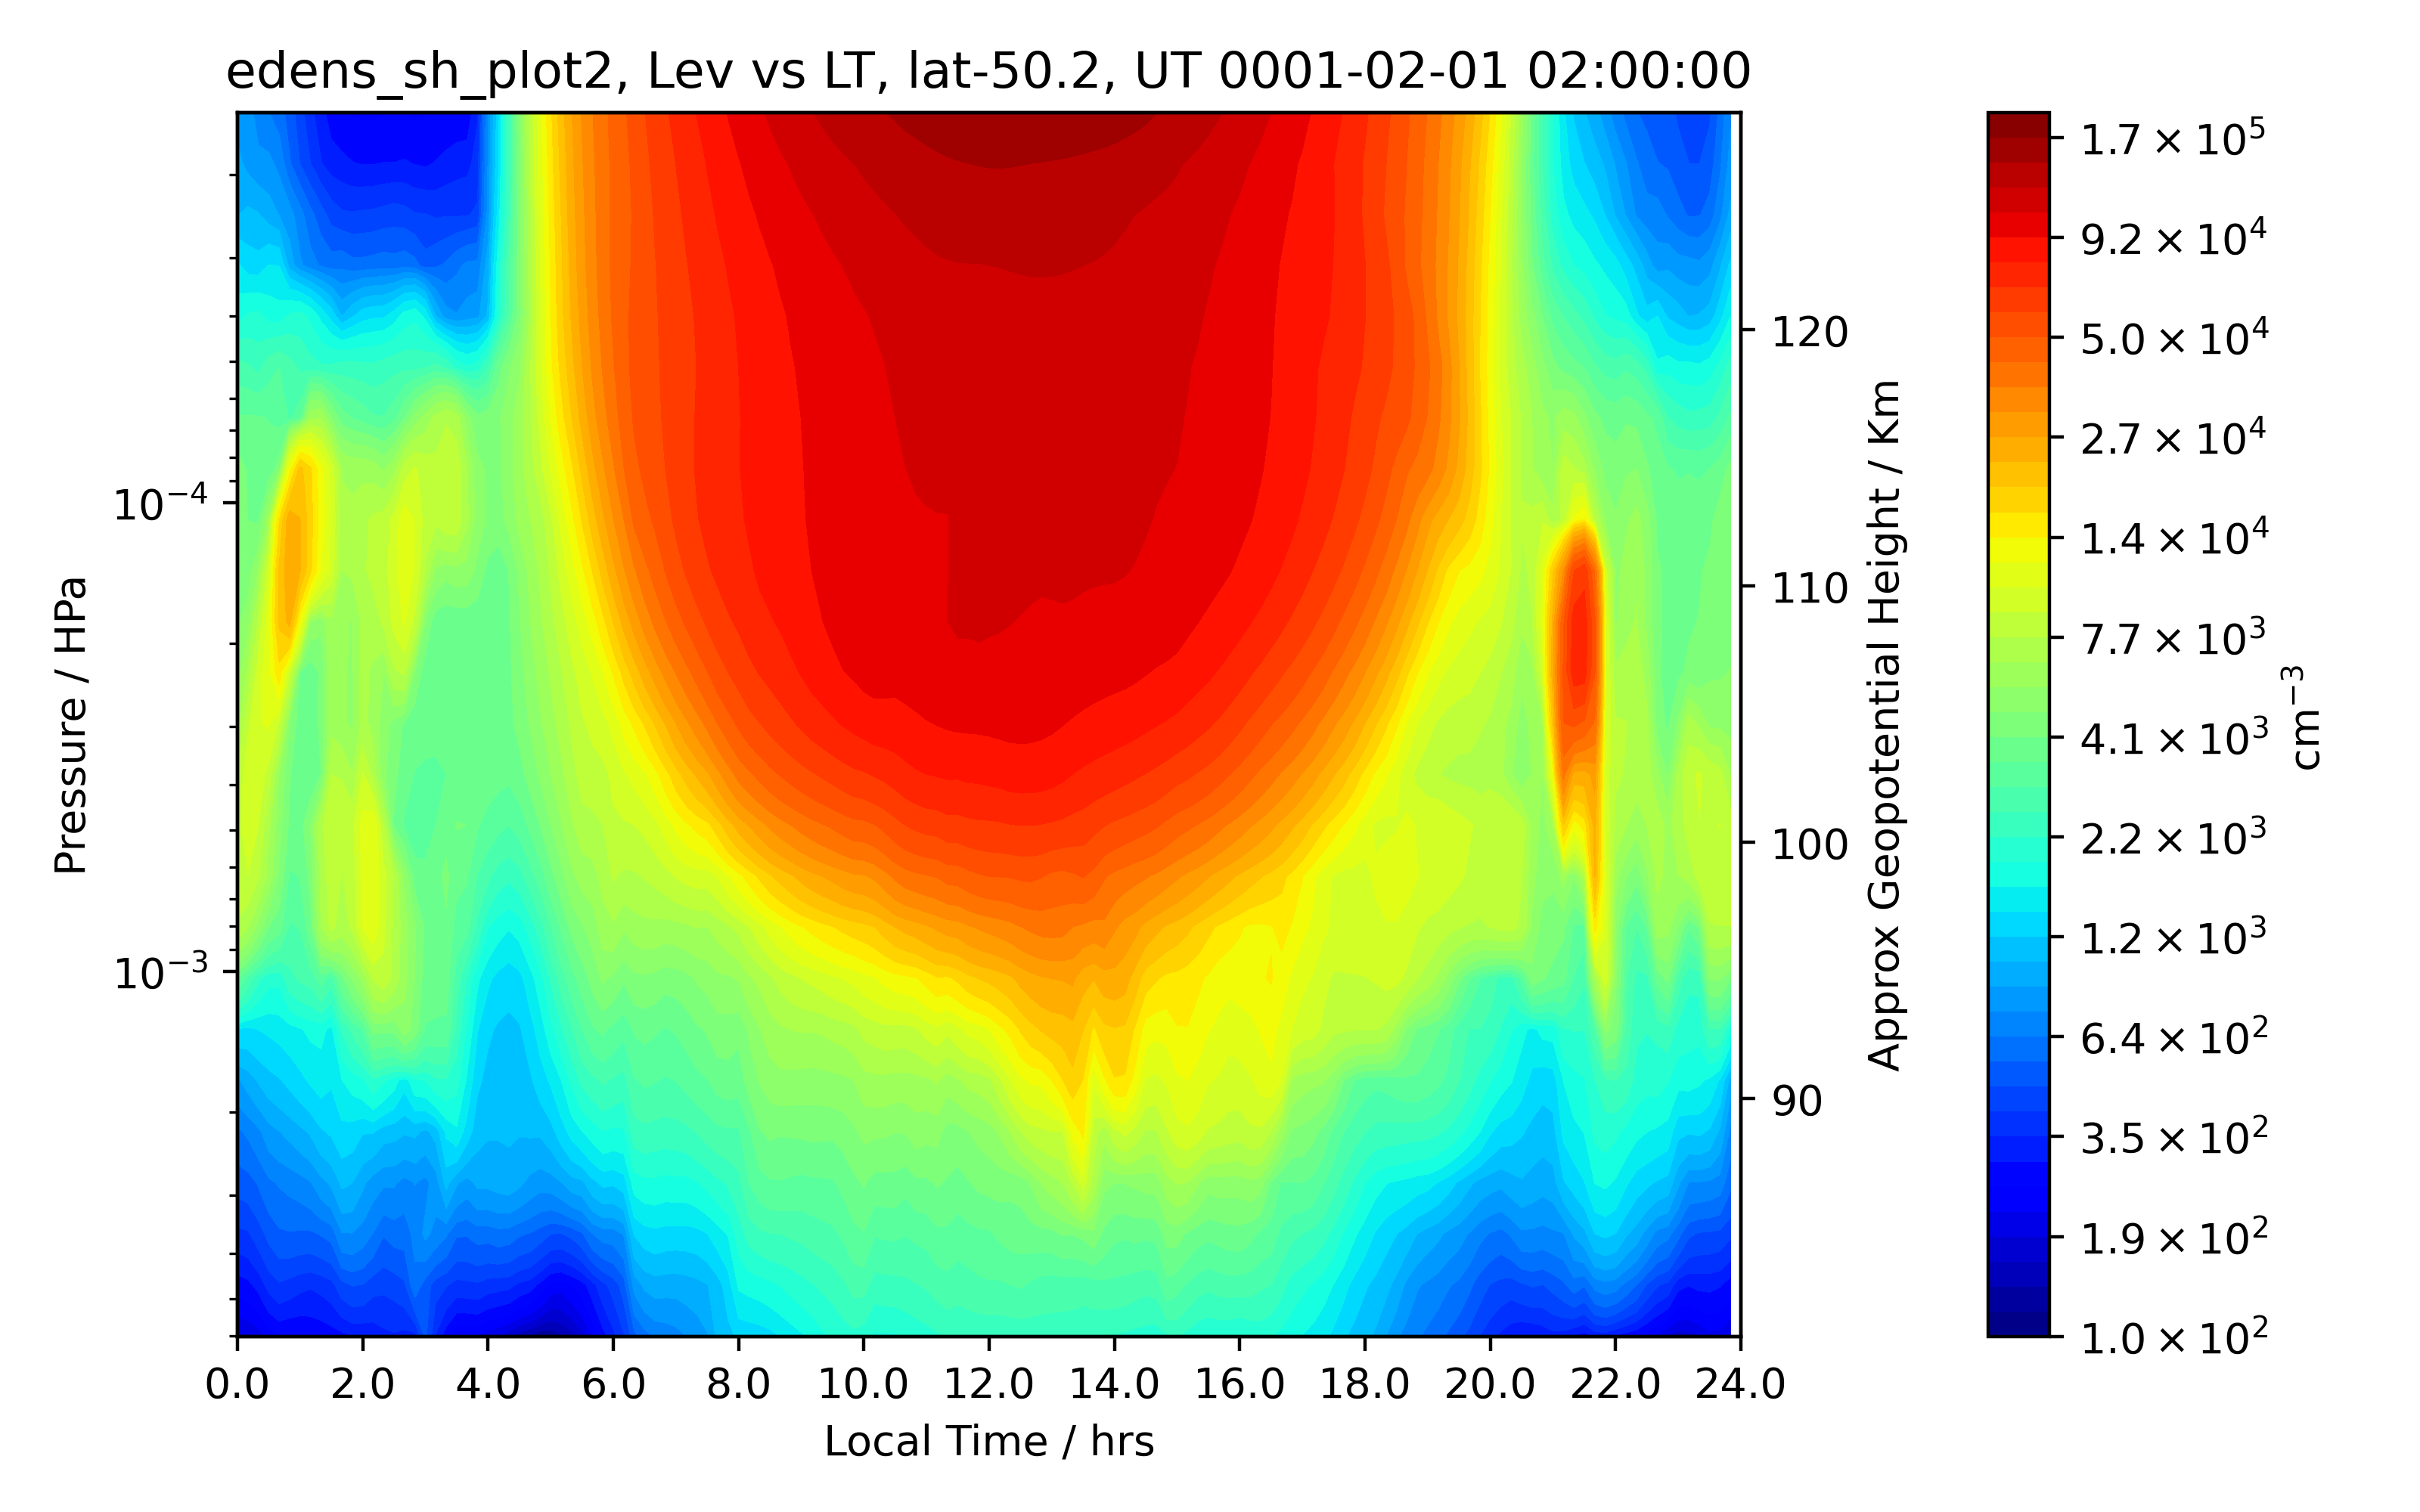 edens_sh_plot2, Lev vs LT, lat-50.2, UT 0001-02-01 02:00:00
Pressure / HPa
10⁻⁴
10⁻³
0.0 2.0 4.0 6.0 8.0 10.0 12.0 14.0 16.0 18.0 20.0 22.0 24.0
Local Time / hrs
120
110
100
90
Approx Geopotential Height / Km
1.7 × 10⁵
9.2 × 10⁴
5.0 × 10⁴
2.7 × 10⁴
1.4 × 10⁴
7.7 × 10³
4.1 × 10³
2.2 × 10³
1.2 × 10³
6.4 × 10²
3.5 × 10²
1.9 × 10²
1.0 × 10²
cm⁻³